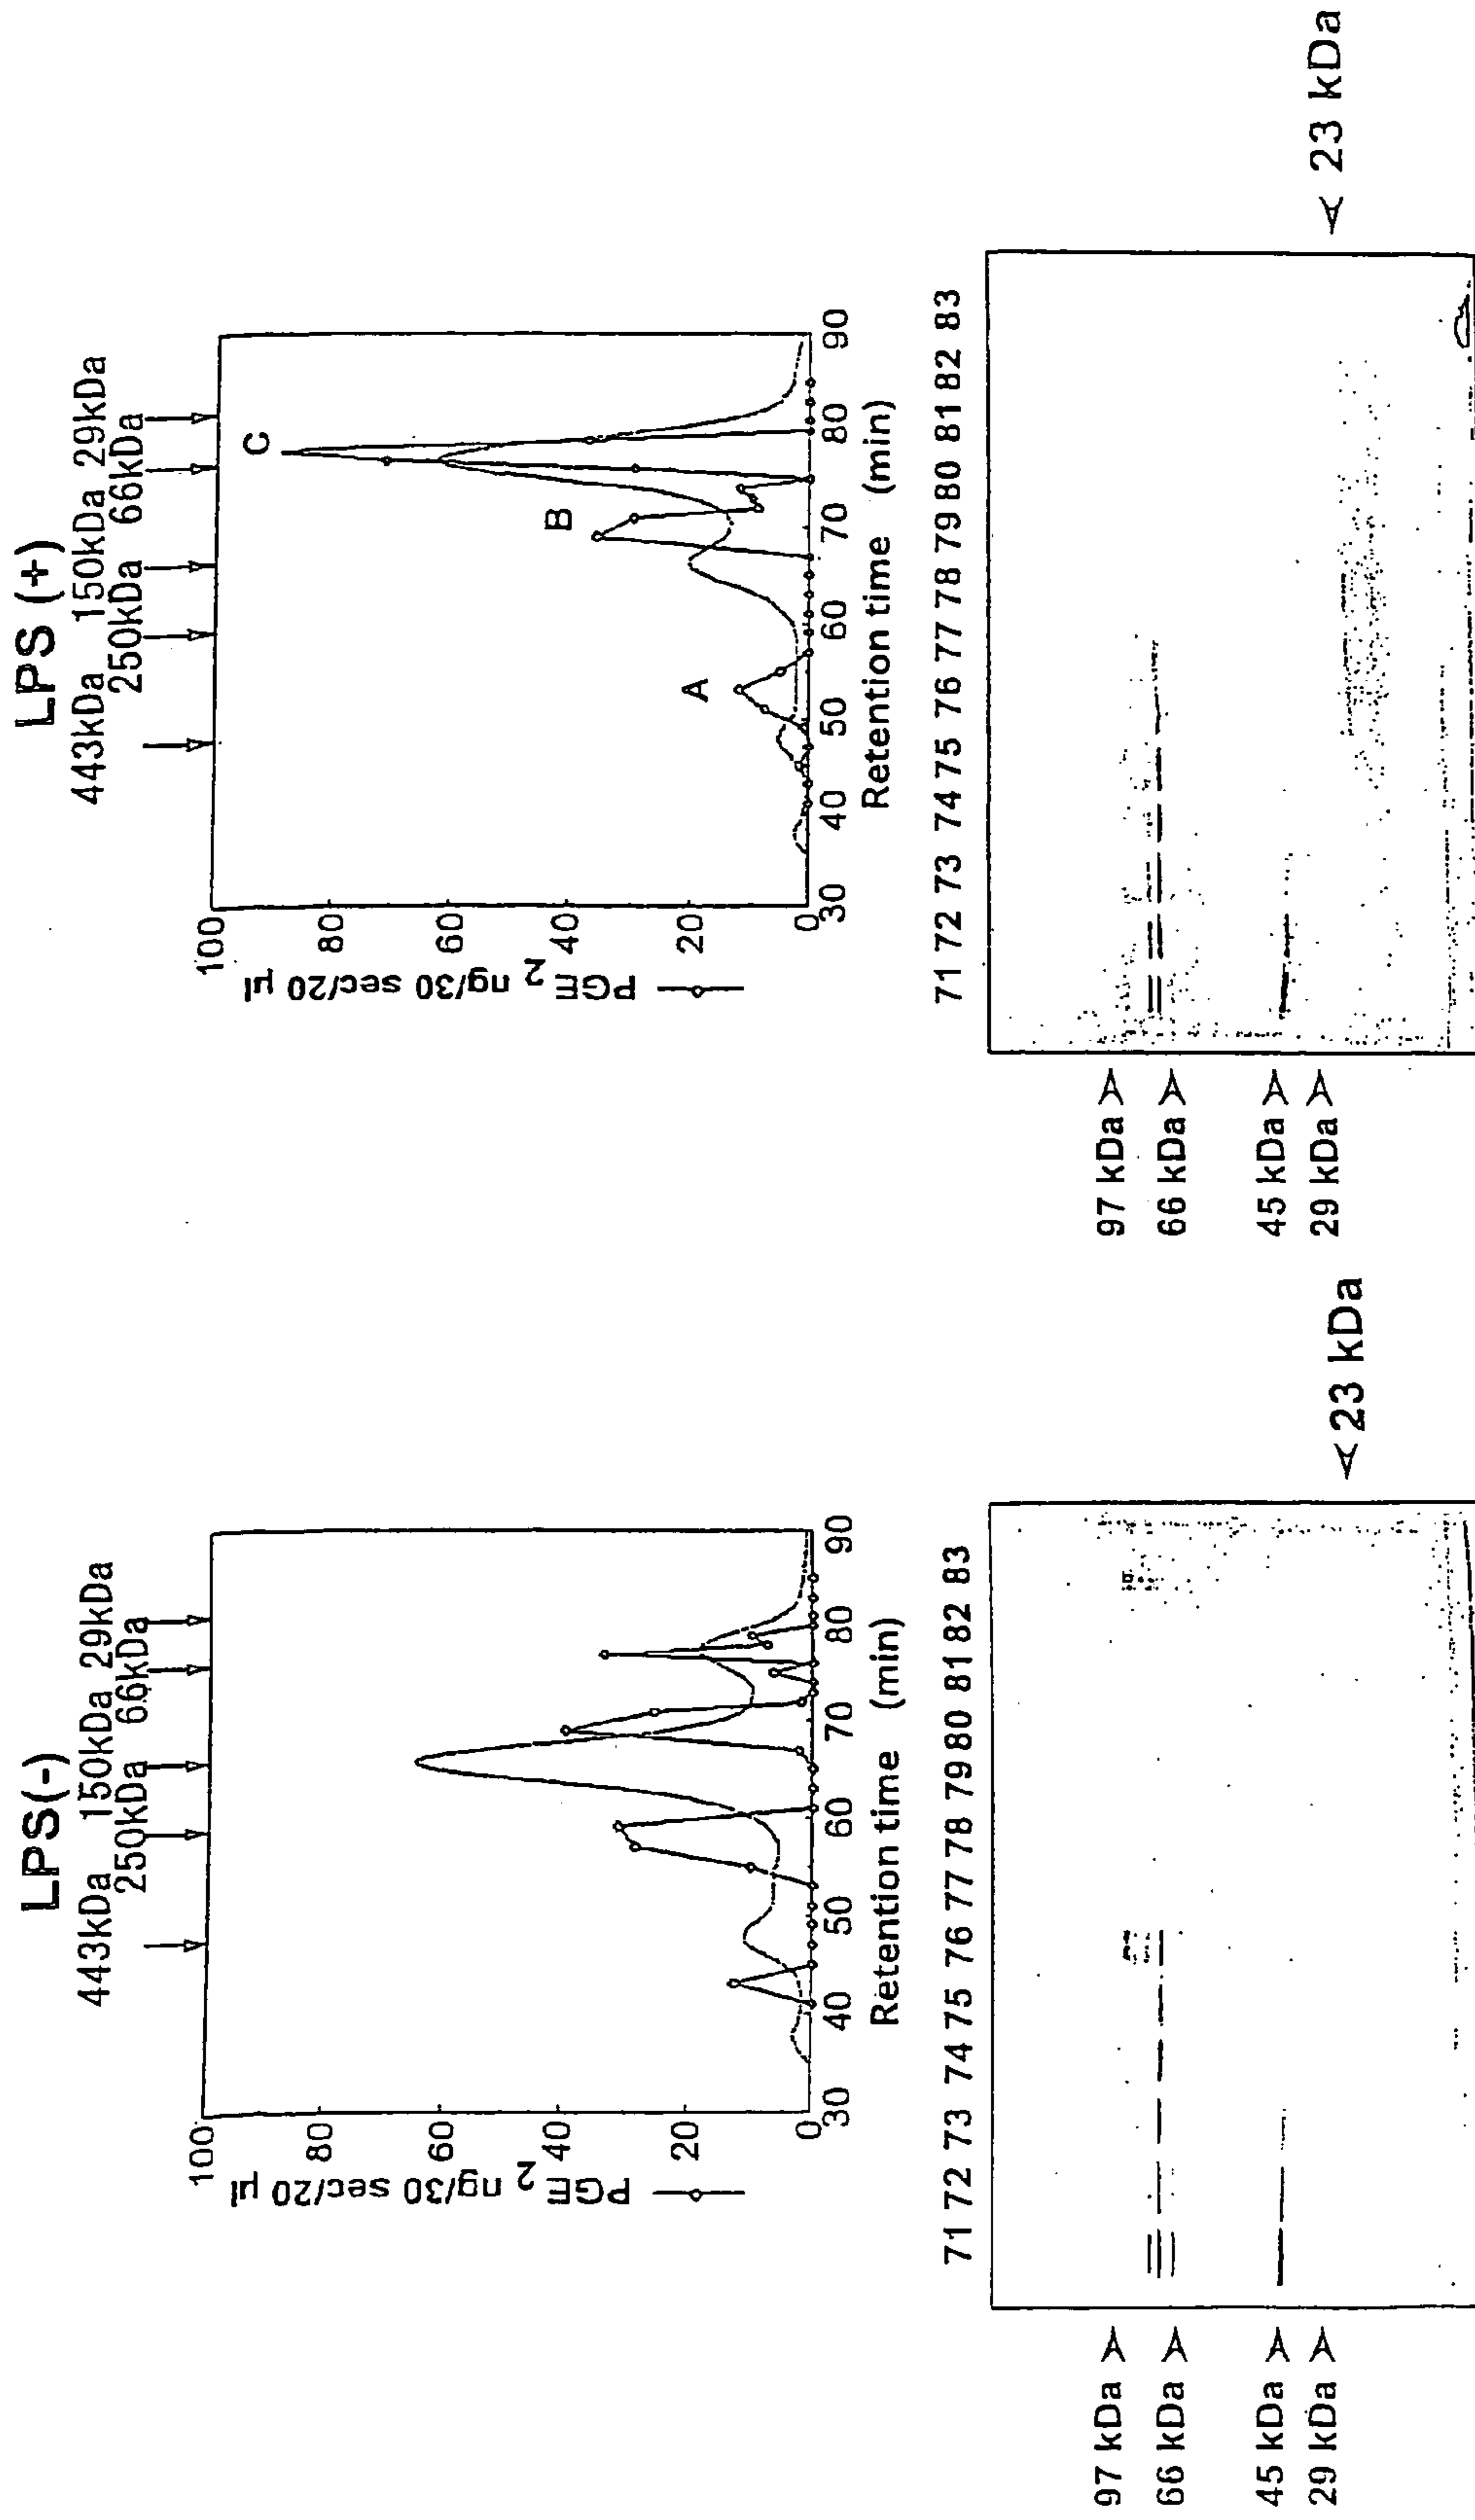 LPS(-)
443kDa 150kDa 29kDa
250kDa 66kDa
100
80
60
40
20
0
PGE2 ng/30 sec/20 µl
30 40 50 60 70 80 90
Retention time (min)
71 72 73 74 75 76 77 78 79 80 81 82 83
97 kDa
66 kDa
45 kDa
29 kDa
< 23 kDa
LPS (+)
443kDa 150kDa 29kDa
250kDa 66kDa
100
80
60
40
20
0
PGE2 ng/30 sec/20 µl
A
B
C
30 40 50 60 70 80 90
Retention time (min)
71 72 73 74 75 76 77 78 79 80 81 82 83
97 kDa
66 kDa
45 kDa
29 kDa
< 23 kDa